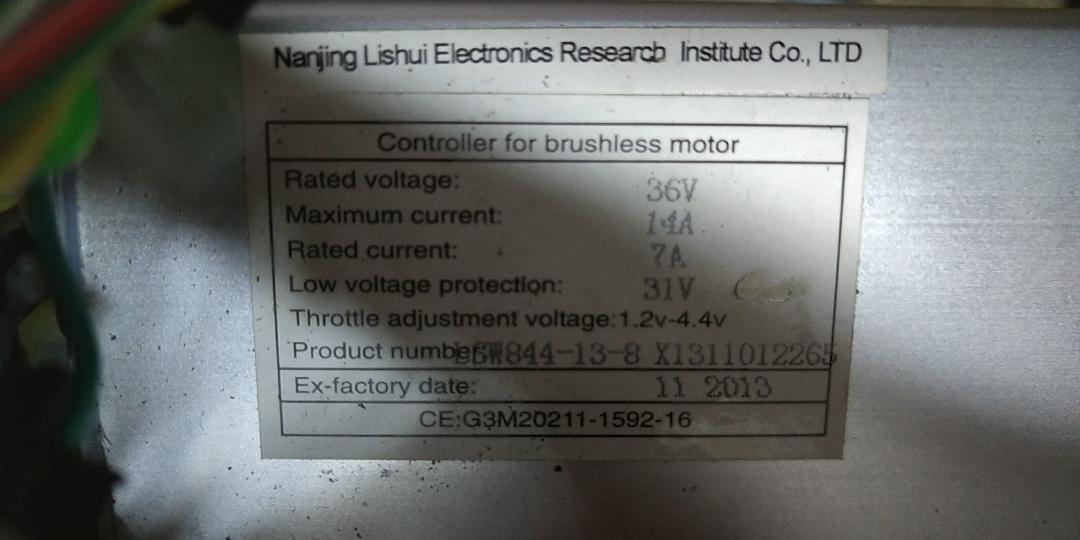 Nanjing Lishui Electronics Research Institute Co., LTD
Controller for brushless motor
Rated voltage: 36V
Maximum current: 14A
Rated current: 7A
Low voltage protection: 31V
Throttle adjustment voltage:1.2v-4.4v
Product number X1311012265
Ex-factory date: 11 2013
CE:G3M20211-1592-16